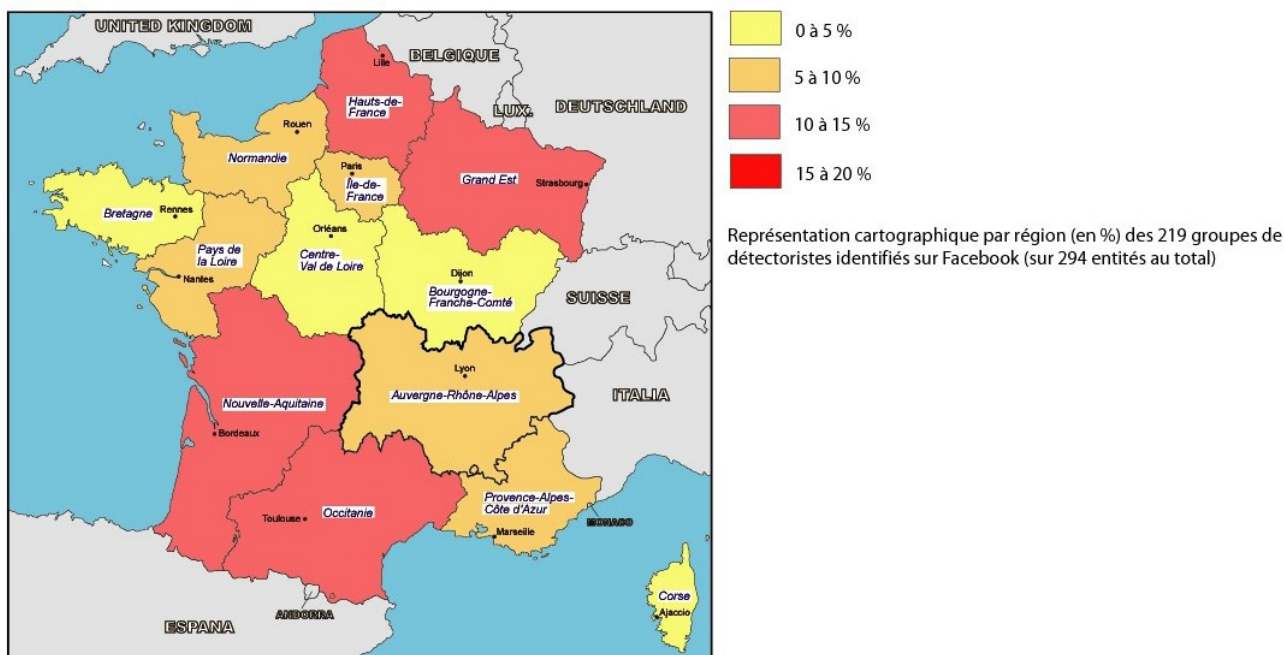 UNITED KINGDOM
BELGIQUE
LUX.
DEUTSCHLAND
Lille
Hauts-de-
France
Rouen
Normandie
Paris
Île-de-
France
Grand Est
Strasbourg
Bretagne
Rennes
Pays de
la Loire
Nantes
Orléans
Centre-
Val de Loire
Dijon
Bourgogne-
Franche-Comté
SUISSE
Lyon
Auvergne-Rhône-Alpes
ITALIA
Nouvelle-Aquitaine
Bordeaux
Provence-Alpes-
Côte d'Azur
Toulouse
Occitanie
Marseille
MONACO
Corse
Ajaccio
ANDORRA
ESPANA
0 à 5 %
5 à 10 %
10 à 15 %
15 à 20 %
Représentation cartographique par région (en %) des 219 groupes de
détectoristes identifiés sur Facebook (sur 294 entités au total)